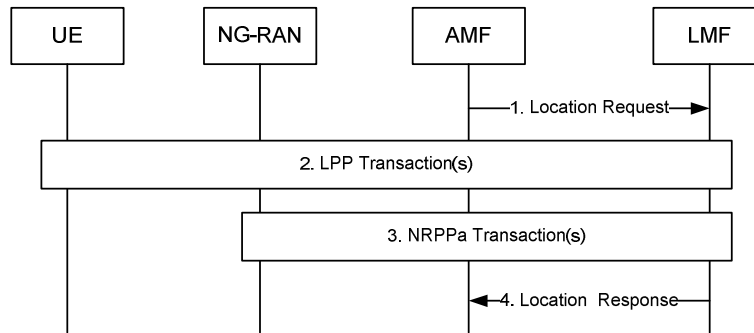 UE
NG-RAN
AMF
LMF
1. Location Request
2. LPP Transaction(s)
3. NRPPa Transaction(s)
4. Location Response